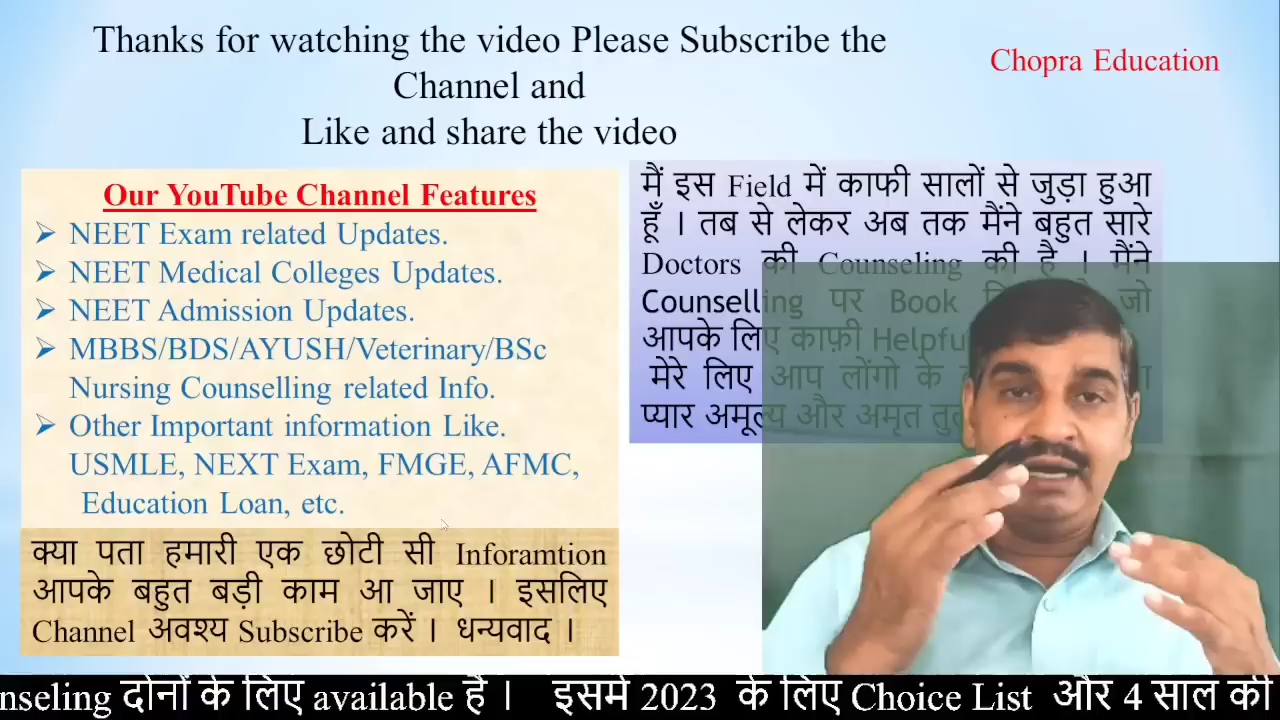 Thanks for watching the video Please Subscribe the
Channel and
Like and share the video
Chopra Education
Our YouTube Channel Features
➢ NEET Exam related Updates.
➢ NEET Medical Colleges Updates.
➢ NEET Admission Updates.
➢ MBBS/BDS/AYUSH/Veterinary/BSc
Nursing Counselling related Info.
➢ Other Important information Like.
USMLE, NEXT Exam, FMGE, AFMC,
Education Loan, etc.
क्या पता हमारी एक छोटी सी Inforamtion
आपके बहुत बड़ी काम आ जाए । इसलिए
Channel अवश्य Subscribe करें । धन्यवाद ।
मैं इस Field में काफी सालों से जुड़ा हुआ
हूँ । तब से लेकर अब तक मैंने बहुत सारे
Doctors की Counseling की है । मैंने
Counselling पर Book जो
आपके लिए काफ़ी Helpfu
मेरे लिए आप लोंगो के
प्यार अमूल्य और अमृत
nseling दोनों के लिए available है । इसमें 2023 के लिए Choice List और 4 साल की